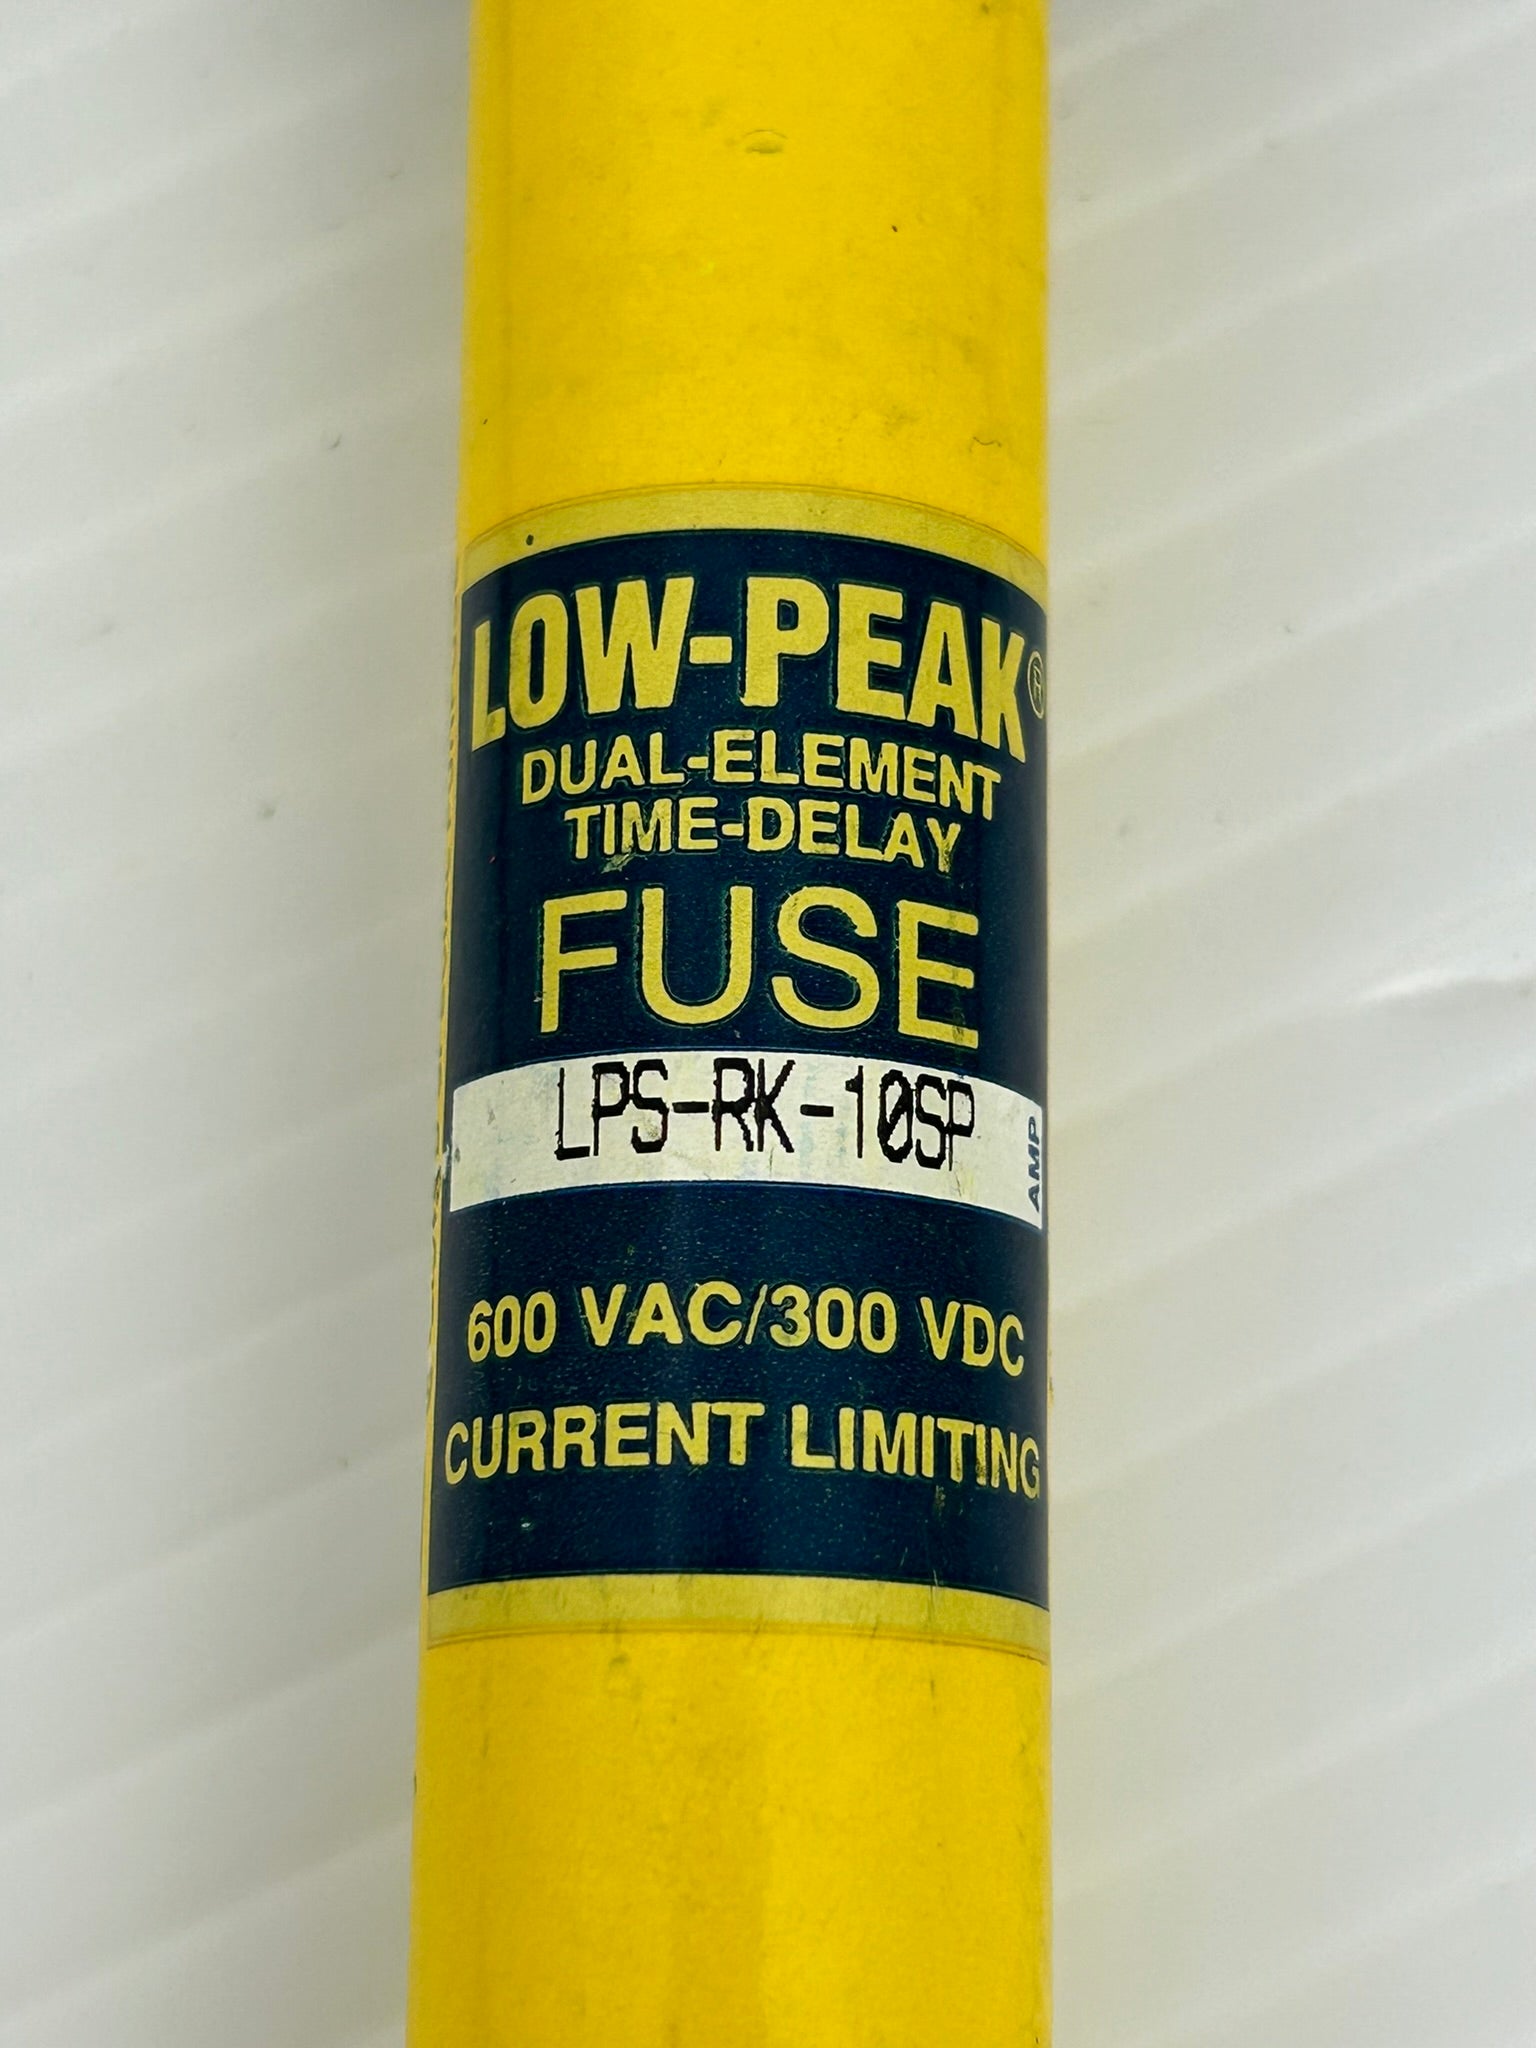 LOW-PEAK®
DUAL-ELEMENT
TIME-DELAY
FUSE
LPS-RK-10SP
AMP
600 VAC/300 VDC
CURRENT LIMITING